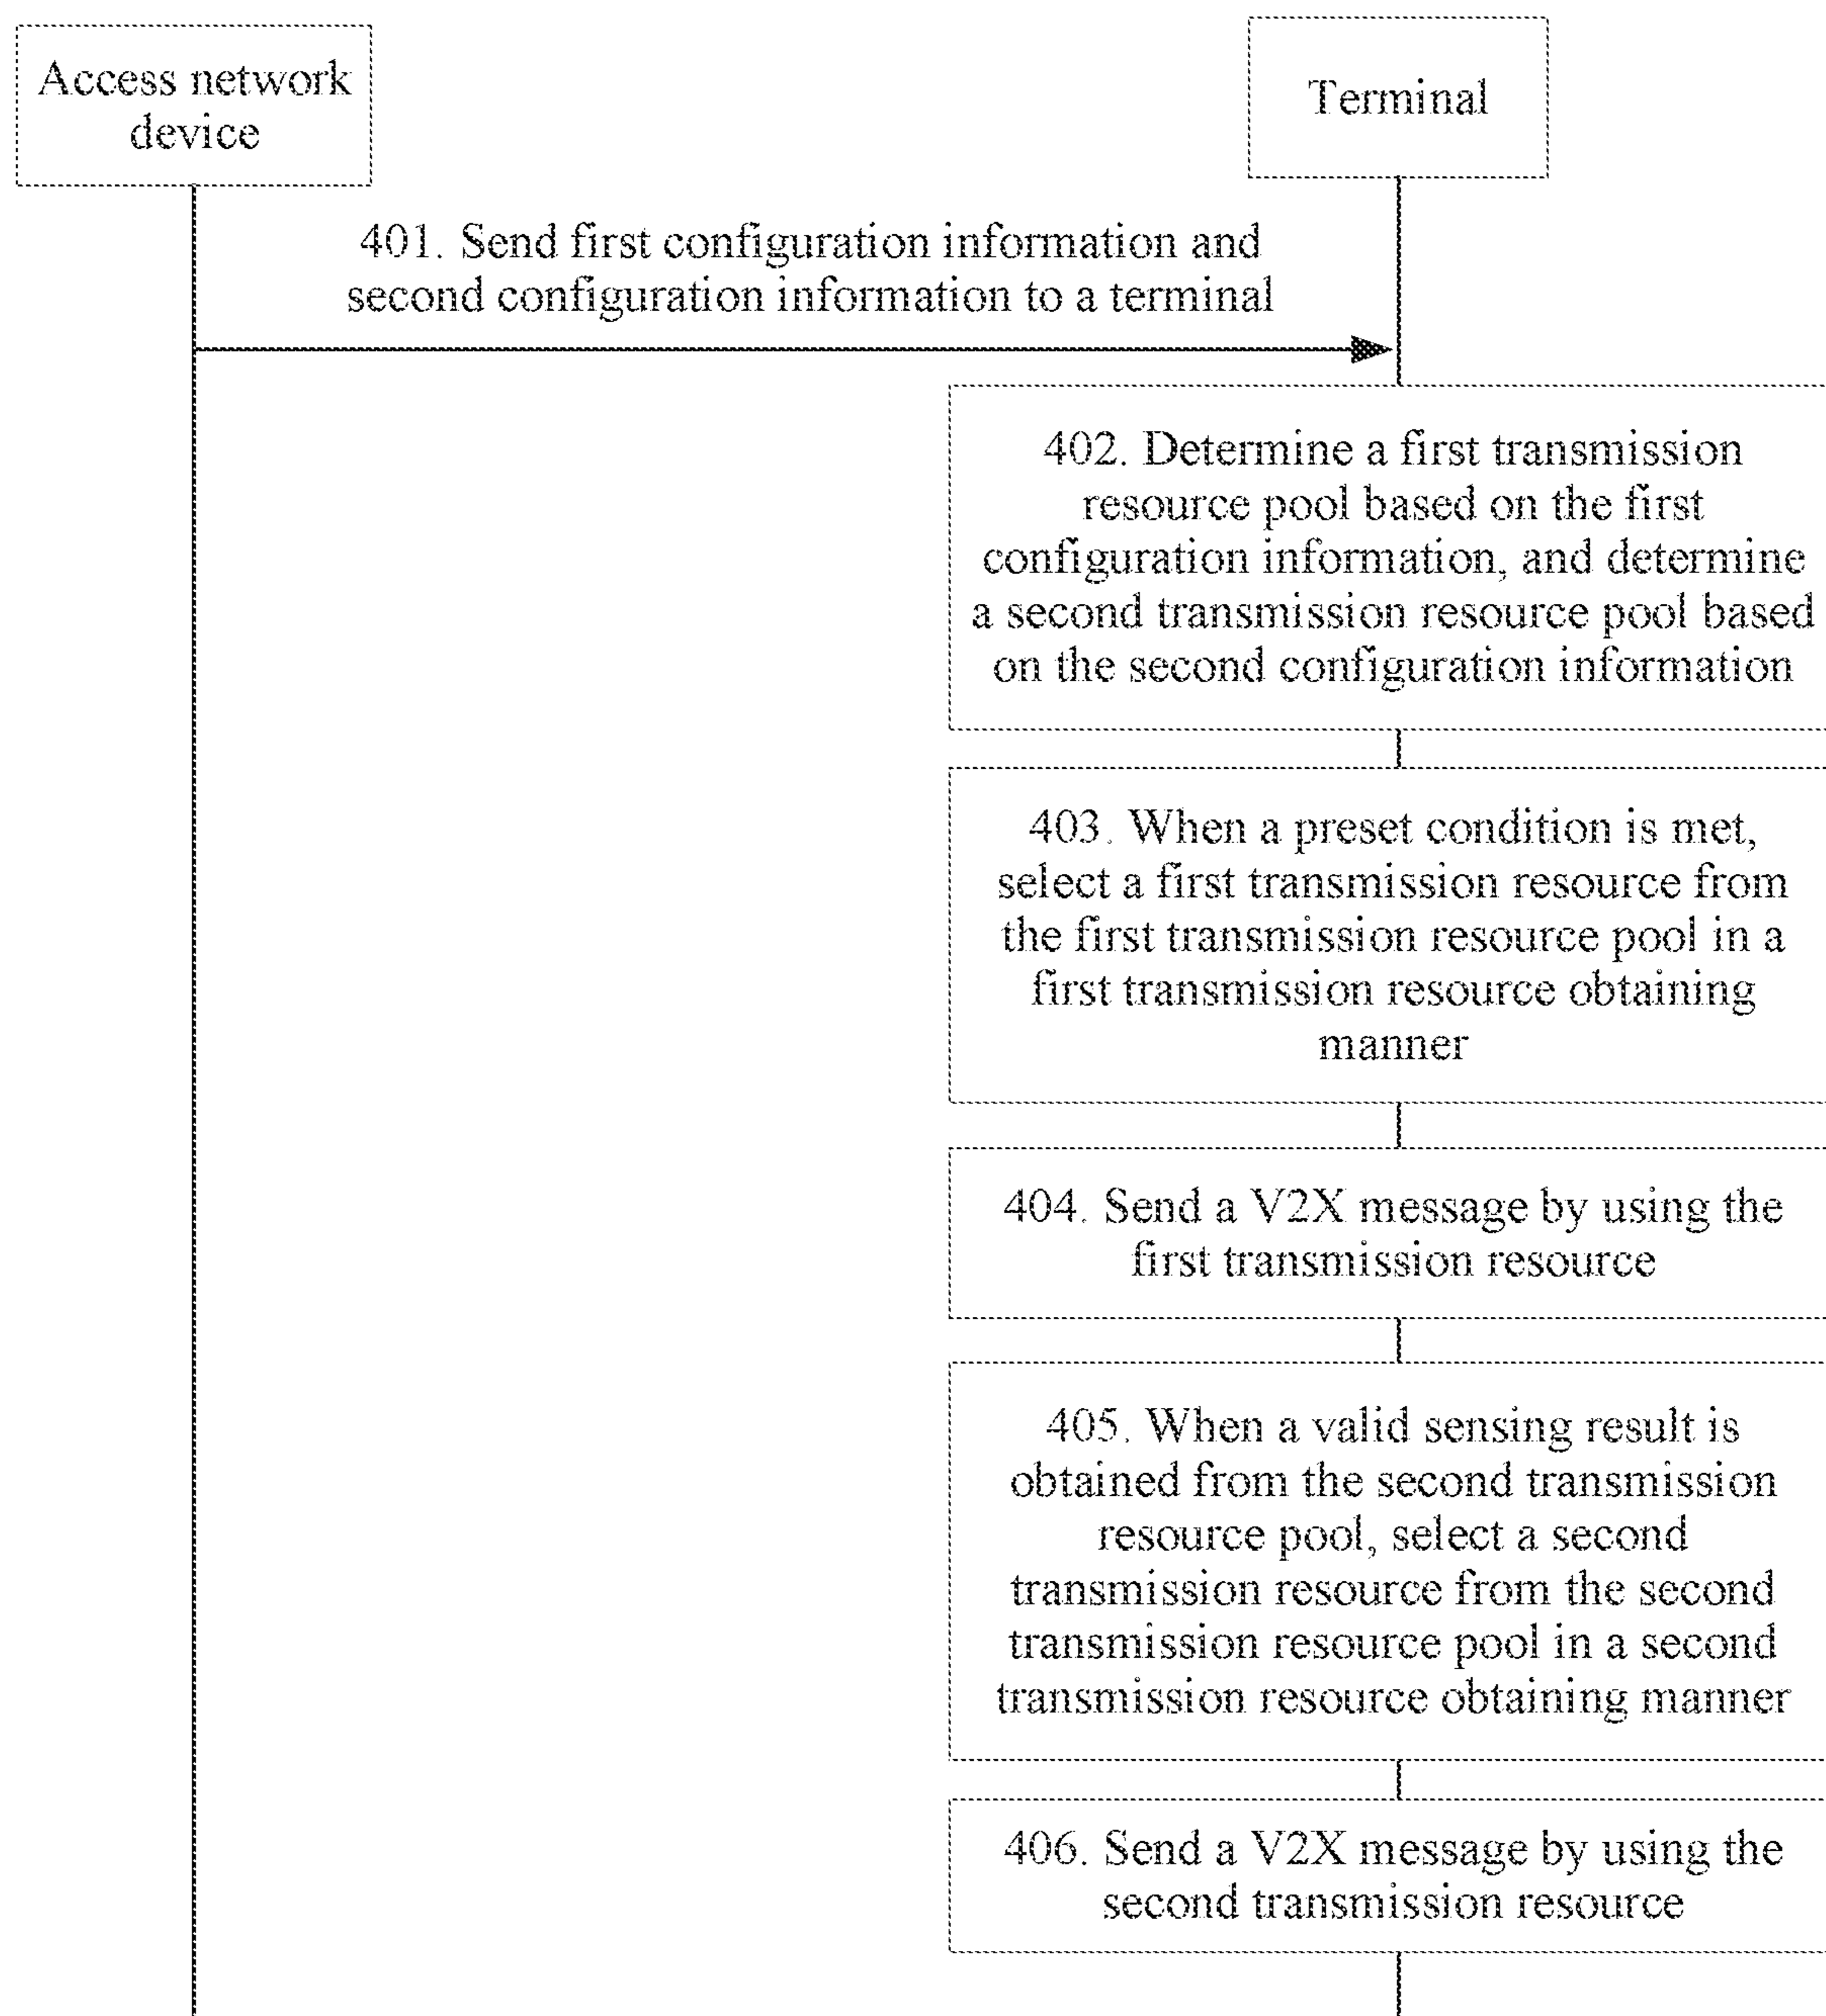 Access network
device
Terminal
401. Send first configuration information and
second configuration information to a terminal
402. Determine a first transmission
resource pool based on the first
configuration information, and determine
a second transmission resource pool based
on the second configuration information
403. When a preset condition is met,
select a first transmission resource from
the first transmission resource pool in a
first transmission resource obtaining
manner
404. Send a V2X message by using the
first transmission resource
405. When a valid sensing result is
obtained from the second transmission
resource pool, select a second
transmission resource from the second
transmission resource pool in a second
transmission resource obtaining manner
406. Send a V2X message by using the
second transmission resource